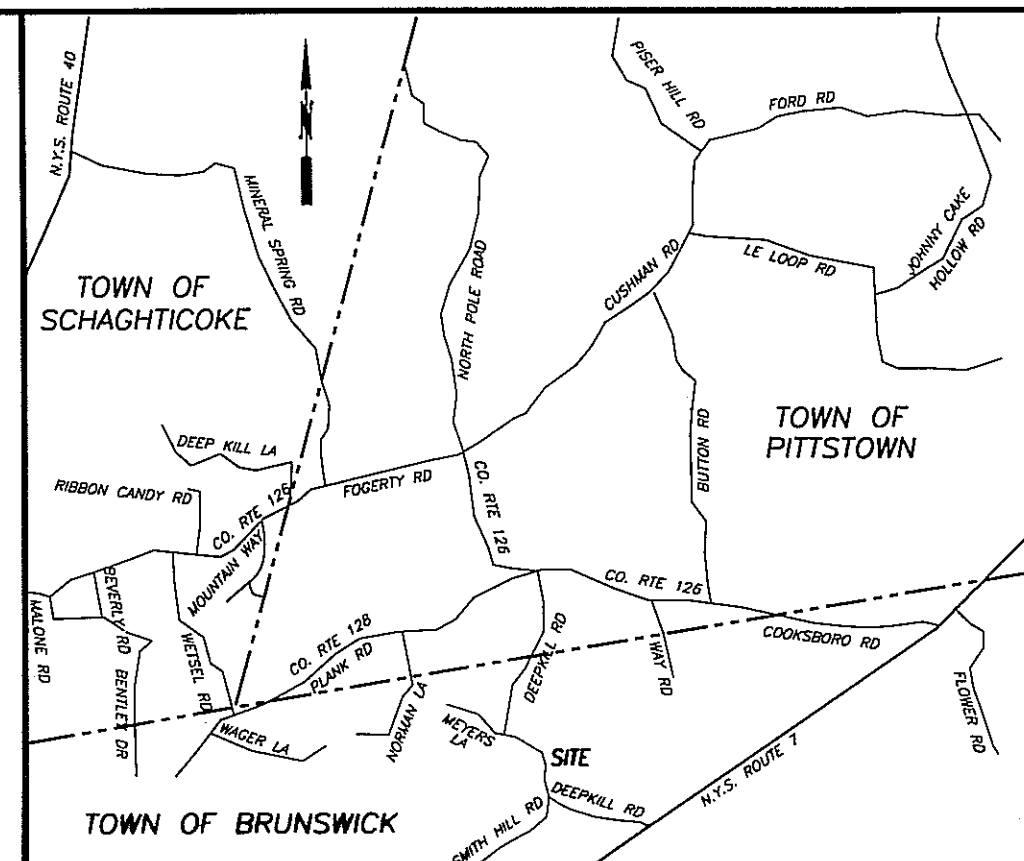 N.Y.S. ROUTE 40
N
PISER HILL RD
FORD RD
MINERAL SPRING RD
JOHNNY CAKE
HOLLOW RD
NORTH POLE ROAD
CUSHMAN RD
LE LOOP RD
TOWN OF
SCHAGHTICOKE
TOWN OF
PITTSTOWN
DEEP KILL LA
BUTTON RD
RIBBON CANDY RD
CO. RTE 126
FOGERTY RD
CO. RTE 126
MOUNTAIN WAY
CO. RTE 126
MALONE RD
BEVERLY RD
BENTLEY DR
WETSEL RD
CO. RTE 128
PLANK RD
DEEPKILL RD
WAY RD
COOKSBORO RD
NORMAN LA
FLOWER RD
WAGER LA
MEYERS
LA
SITE
N.Y.S. ROUTE 7
DEEPKILL RD
SMITH HILL RD
TOWN OF BRUNSWICK